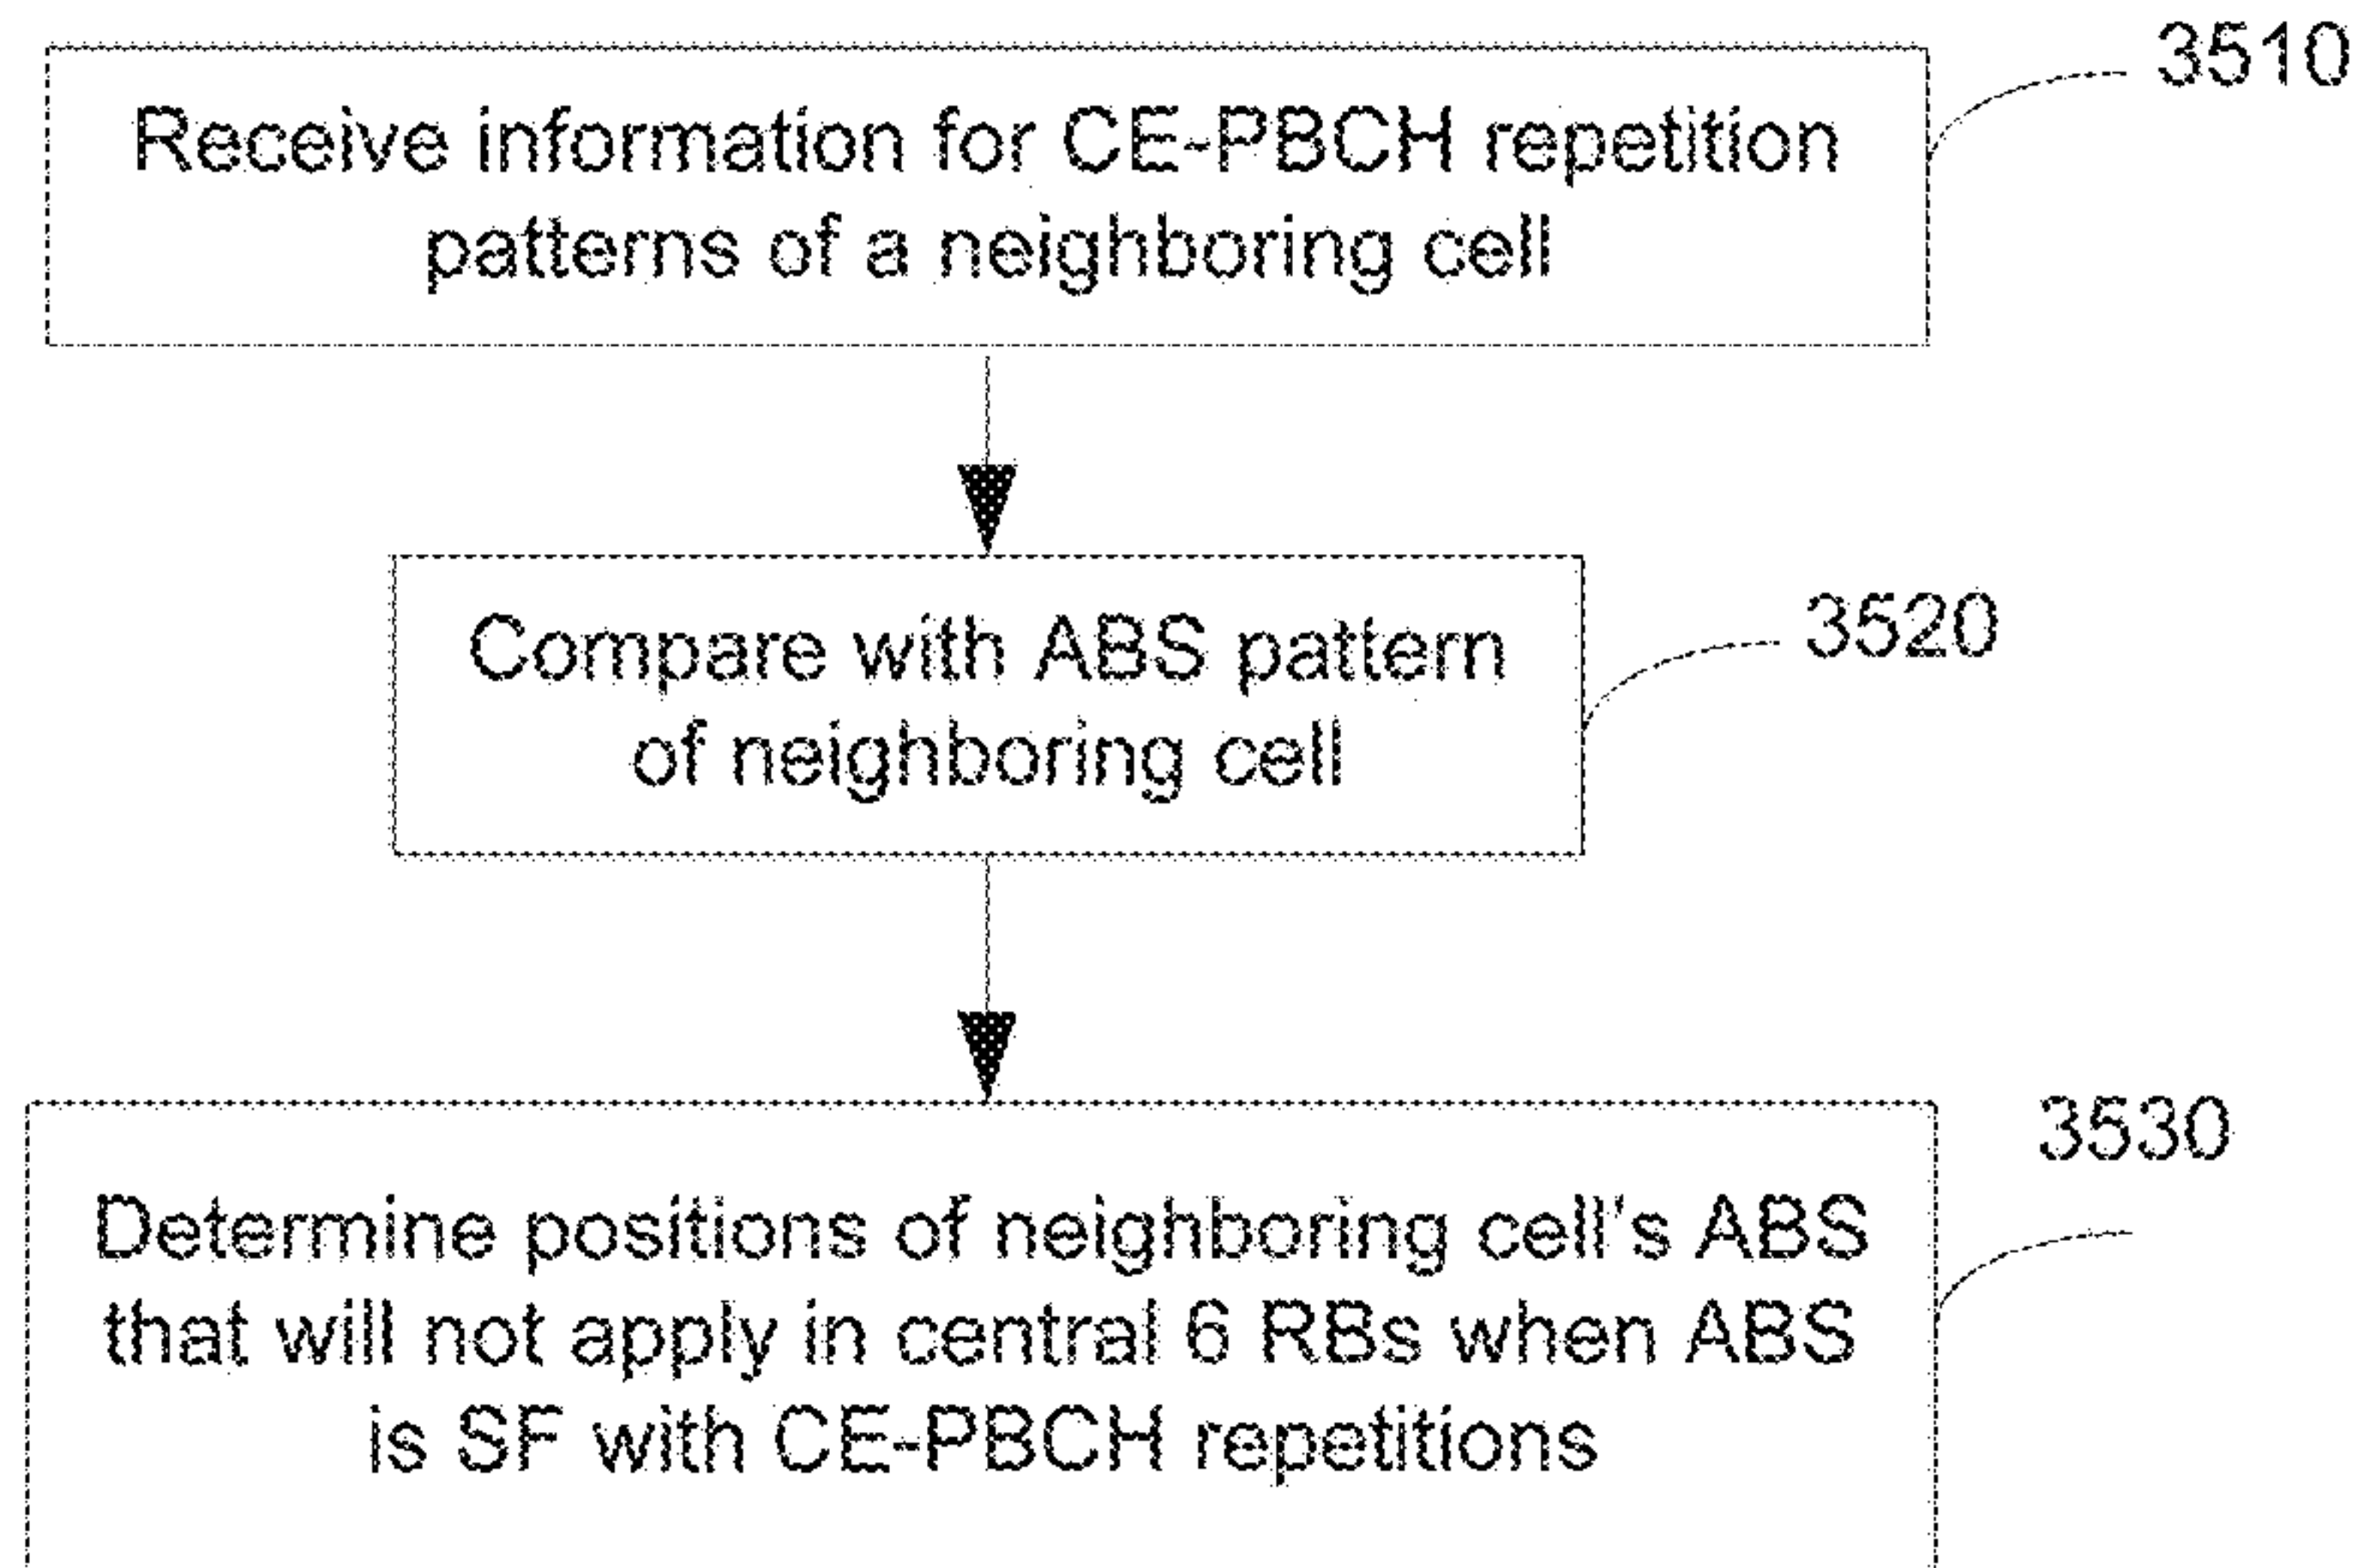 3510
Receive information for CE-PBCH repetition
patterns of a neighboring cell
Compare with ABS pattern
of neighboring cell
3520
3530
Determine positions of neighboring cell's ABS
that will not apply in central 6 RBs when ABS
is SF with CE-PBCH repetitions